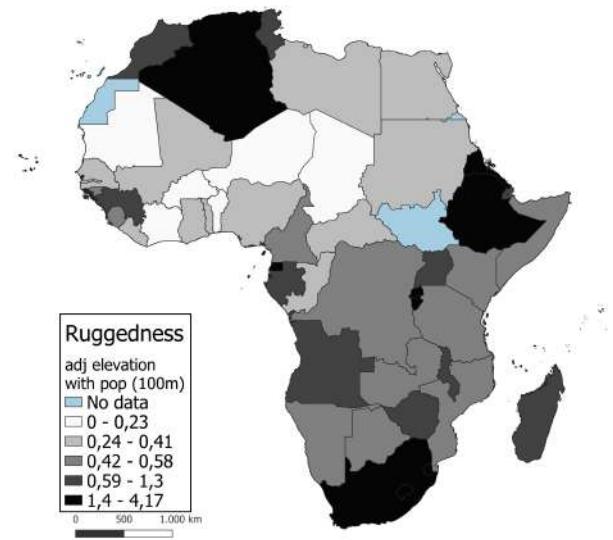 Ruggedness
adj elevation
with pop (100m)
No data
0 - 0,23
0,24 - 0,41
0,42 - 0,58
0,59 - 1,3
1,4 - 4,17
0 500 1.000 km